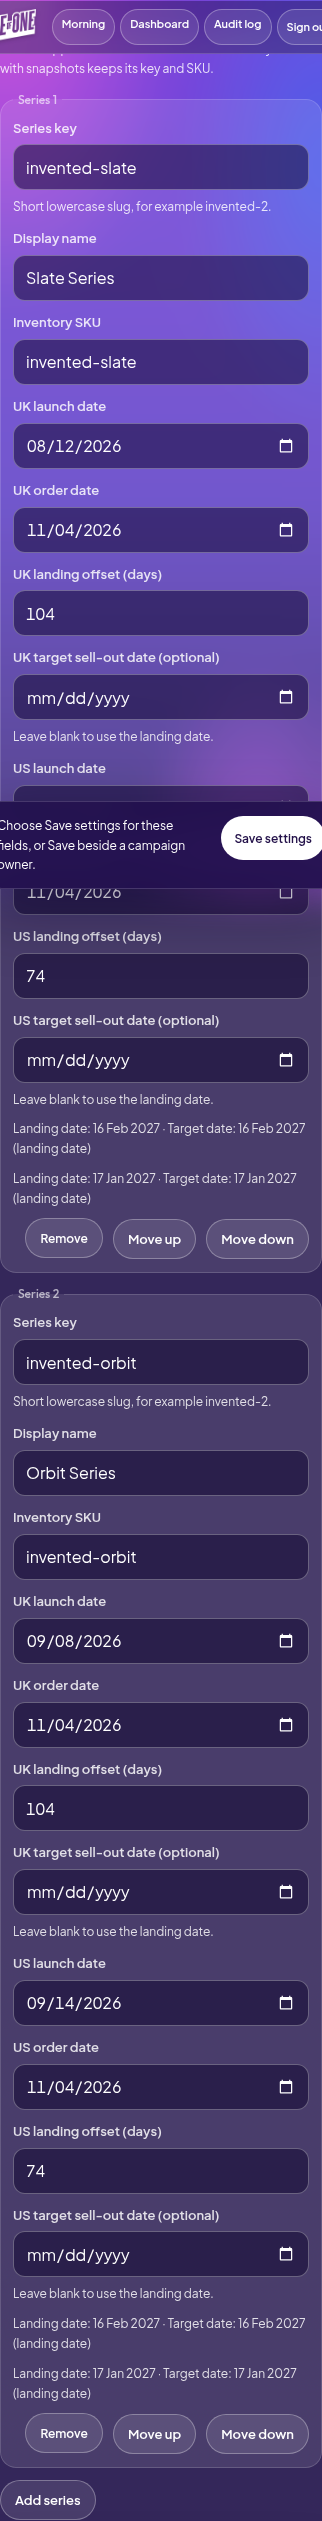 E-ONE
Morning
Dashboard
Audit log
Sign ou
with snapshots keeps its key and SKU.
Series 1
Series key
invented-slate
Short lowercase slug, for example invented-2.
Display name
Slate Series
Inventory SKU
invented-slate
UK launch date
08/12/2026
UK order date
11/04/2026
UK landing offset (days)
104
UK target sell-out date (optional)
mm/dd/yyyy
Leave blank to use the landing date.
US launch date
Choose Save settings for these
fields, or Save beside a campaign
owner.
Save settings
11/04/2026
US landing offset (days)
74
US target sell-out date (optional)
mm/dd/yyyy
Leave blank to use the landing date.
Landing date: 16 Feb 2027 · Target date: 16 Feb 2027
(landing date)
Landing date: 17 Jan 2027 · Target date: 17 Jan 2027
(landing date)
Remove
Move up
Move down
Series 2
Series key
invented-orbit
Short lowercase slug, for example invented-2.
Display name
Orbit Series
Inventory SKU
invented-orbit
UK launch date
09/08/2026
UK order date
11/04/2026
UK landing offset (days)
104
UK target sell-out date (optional)
mm/dd/yyyy
Leave blank to use the landing date.
US launch date
09/14/2026
US order date
11/04/2026
US landing offset (days)
74
US target sell-out date (optional)
mm/dd/yyyy
Leave blank to use the landing date.
Landing date: 16 Feb 2027 · Target date: 16 Feb 2027
(landing date)
Landing date: 17 Jan 2027 · Target date: 17 Jan 2027
(landing date)
Remove
Move up
Move down
Add series